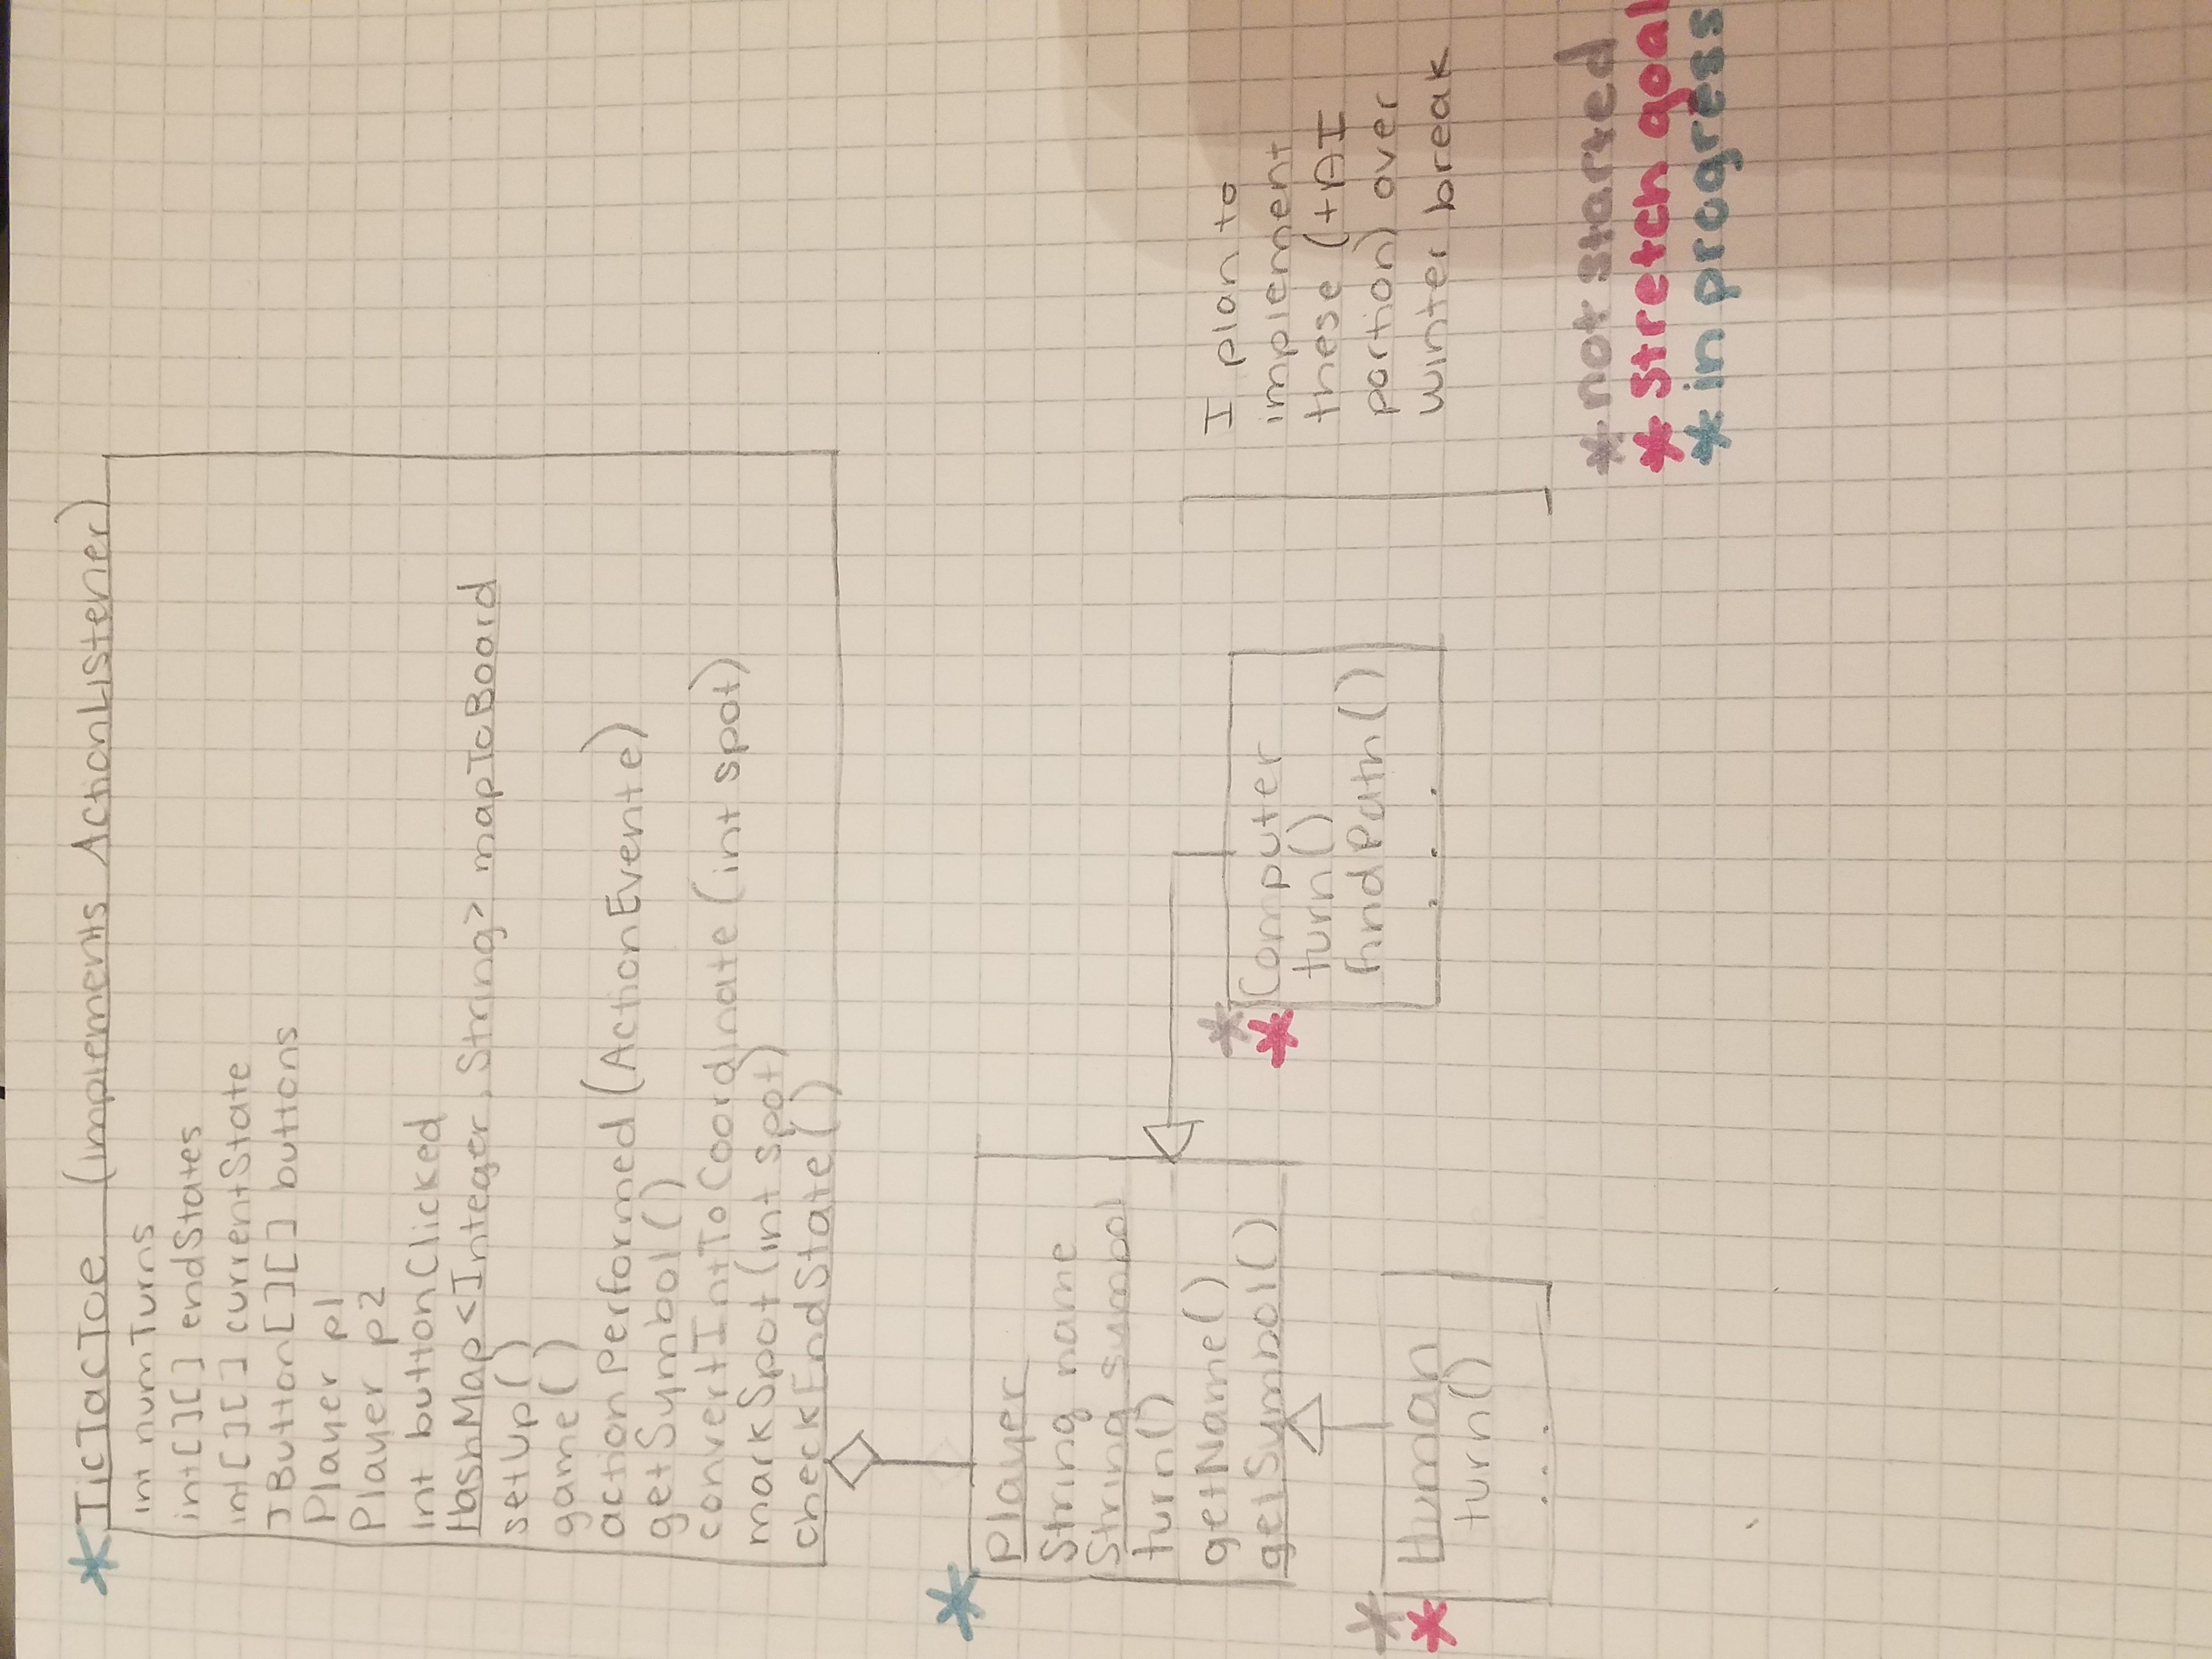 * TicTacToe (implements ActionListener)
int numTurns
int[][] endStates
int[][] currentState
JButton[][] buttons
Player p1
Player p2
int buttonClicked
HashMap<Integer, String> mapToBoard
setUp()
game()
actionPerformed(ActionEvent e)
getSymbol()
convertIntToCoordinate(int spot)
markSpot(int spot)
checkEndState()
*
Player
String name
String symbol
turn()
getName()
getSymbol()
* * Computer
turn()
findPath()
. . .
* * Human
turn()
. . .
I plan to
implement
these (+AI
portion) over
winter break
* not started
* stretch goal
* in progress